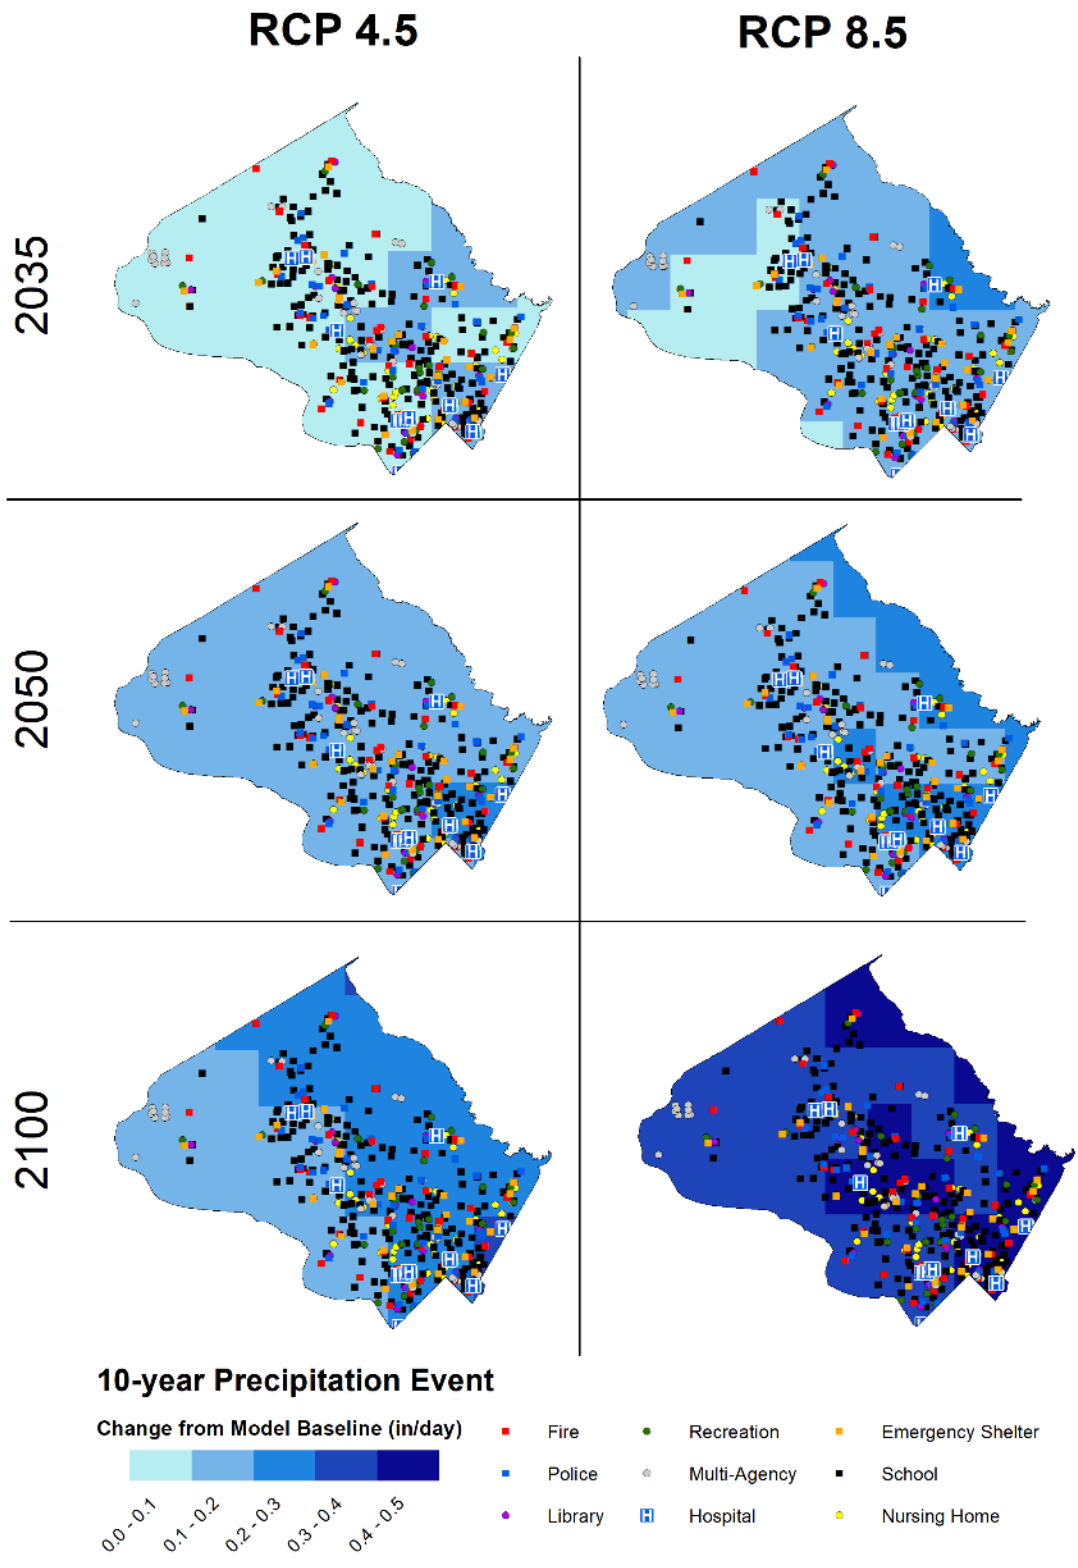 RCP 4.5 RCP 8.5
2035
2050
2100
10-year Precipitation Event
Change from Model Baseline (in/day)
0.0 - 0.1 0.1 - 0.2 0.2 - 0.3 0.3 - 0.4 0.4 - 0.5
Fire Recreation Emergency Shelter
Police Multi-Agency School
Library H Hospital Nursing Home